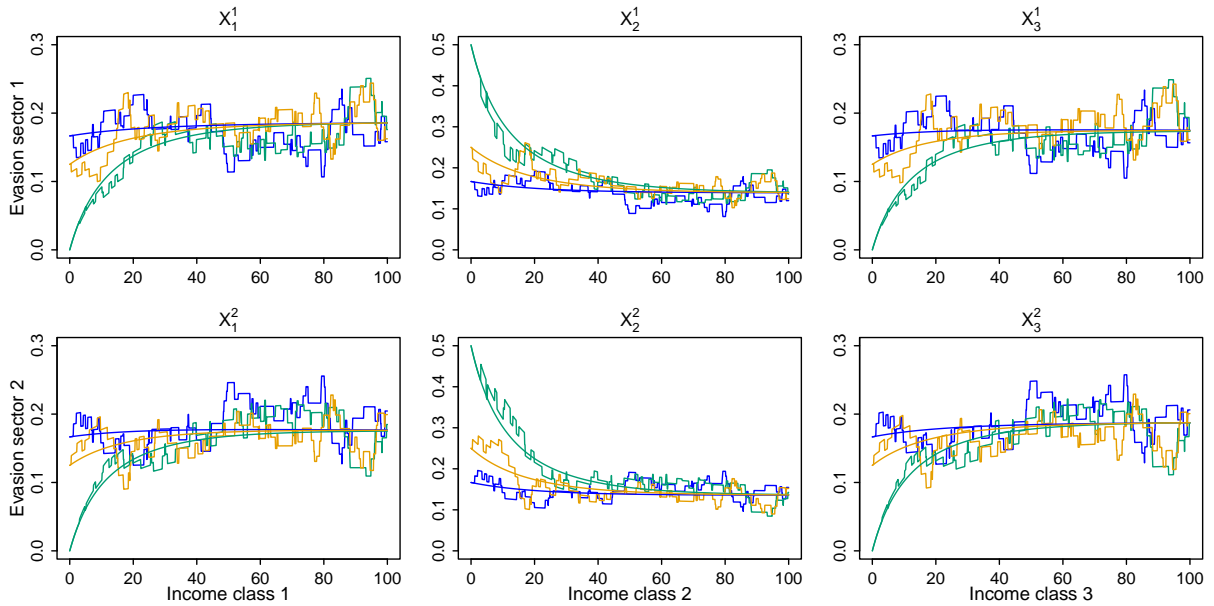 X₁¹
X₂¹
X₃¹
Evasion sector 1
0.0 0.1 0.2 0.3
0 20 40 60 80 100
0.0 0.1 0.2 0.3 0.4 0.5
0 20 40 60 80 100
0.0 0.1 0.2 0.3
0 20 40 60 80 100
X₁²
X₂²
X₃²
Evasion sector 2
0.0 0.1 0.2 0.3
0 20 40 60 80 100
Income class 1
0.0 0.1 0.2 0.3 0.4 0.5
0 20 40 60 80 100
Income class 2
0.0 0.1 0.2 0.3
0 20 40 60 80 100
Income class 3